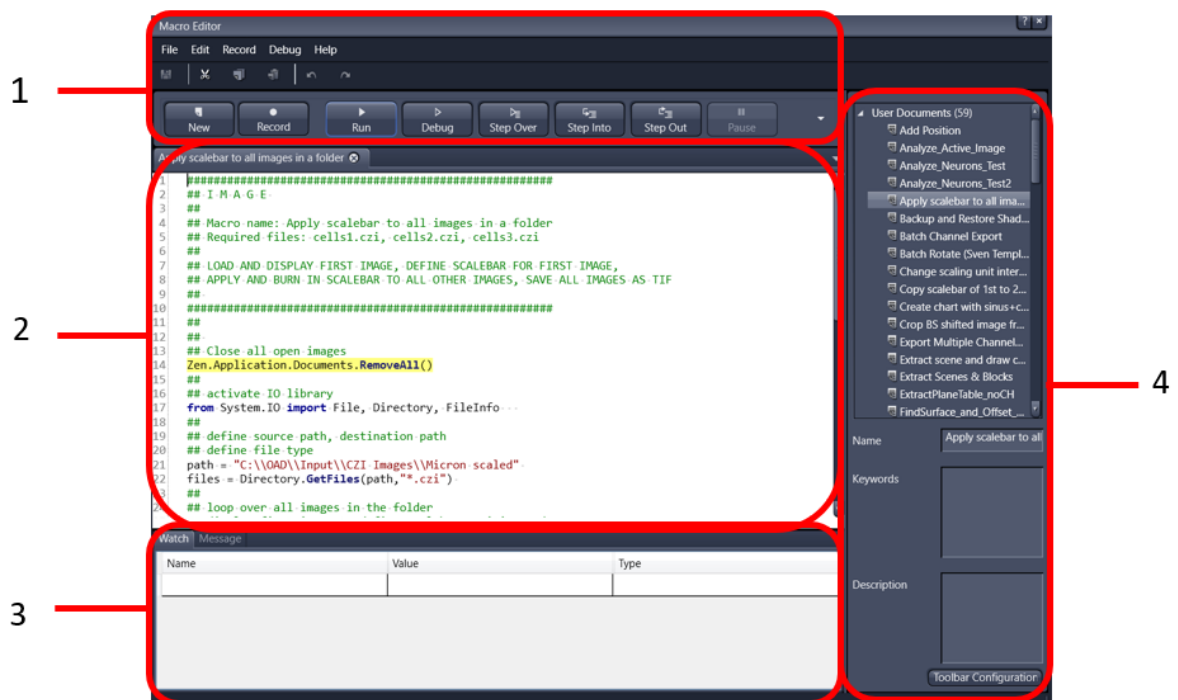 Macro Editor
? ×
File Edit Record Debug Help
1
New Record Run Debug Step Over Step Into Step Out Pause
Apply scalebar to all images in a folder
1 #######################################################
2 ## I M A G E
3 ##
4 ## Macro name: Apply scalebar to all images in a folder
5 ## Required files: cells1.czi, cells2.czi, cells3.czi
6 ##
7 ## LOAD AND DISPLAY FIRST IMAGE, DEFINE SCALEBAR FOR FIRST IMAGE,
8 ## APPLY AND BURN IN SCALEBAR TO ALL OTHER IMAGES, SAVE ALL IMAGES AS TIF
9 ##
10 #######################################################
11 ##
12 ##
13 ## Close all open images
14 Zen.Application.Documents.RemoveAll()
15 ##
16 ## activate IO library
17 from System.IO import File, Directory, FileInfo
18 ##
19 ## define source path, destination path
20 ## define file type
21 path = "C:\\OAD\\Input\\CZI Images\\Micron scaled"
22 files = Directory.GetFiles(path,"*.czi")
23 ##
24 ## loop over all images in the folder
2
Watch Message
Name Value Type
3
User Documents (59)
Add Position
Analyze_Active_Image
Analyze_Neurons_Test
Analyze_Neurons_Test2
Apply scalebar to all ima...
Backup and Restore Shad...
Batch Channel Export
Batch Rotate (Sven Templ...
Change scaling unit inter...
Copy scalebar of 1st to 2...
Create chart with sinus+c...
Crop BS shifted image fr...
Export Multiple Channel...
Extract scene and draw c...
Extract Scenes & Blocks
ExtractPlaneTable_noCH
FindSurface_and_Offset_...
4
Name Apply scalebar to all
Keywords
Description
Toolbar Configuration